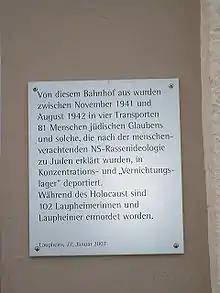 Von diesem Bahnhof aus wurden
zwischen November 1941 und
August 1942 in vier Transporten
81 Menschen jüdischen Glaubens
und solche, die nach der menschen-
verachtenden NS-Rassenideologie
zu Juden erklärt wurden, in
Konzentrations- und „Vernichtungs-
lager" deportiert.
Während des Holocaust sind
102 Laupheimerinnen und
Laupheimer ermordet worden.
Laupheim, 27. Januar 2001